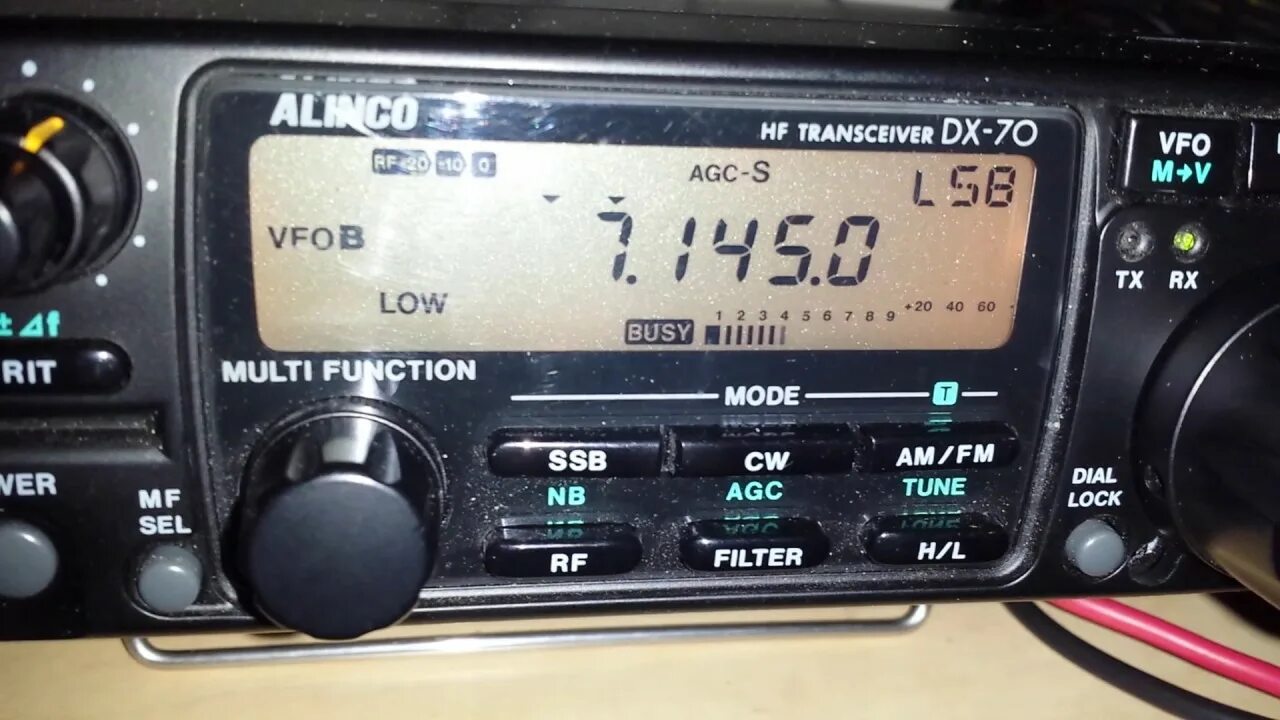 ALINCO
HF TRANSCEIVER DX-70
RF -20 +10 0
AGC-S
LSB
VFO B
7.145.0
LOW
BUSY
1 2 3 4 5 6 7 8 9 +20 40 60
VFO
M→V
TX RX
± Δf
RIT
MULTI FUNCTION
MODE T
SSB CW AM/FM
NB AGC TUNE
RF FILTER H/L
WER
MF
SEL
DIAL
LOCK